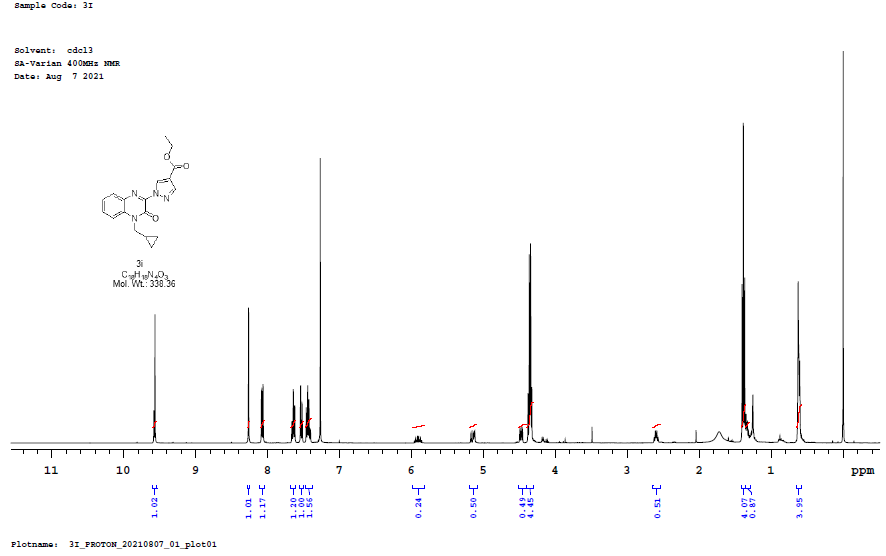 Sample Code: 3I
Solvent: cdcl3
SA-Varian 400MHz NMR
Date: Aug 7 2021
O
O
N
N
N
N
O
3i
C18H18N4O3
Mol. Wt.: 338.36
11 10 9 8 7 6 5 4 3 2 1 ppm
1.02 1.01 1.17 1.20 1.00 1.56 0.24 0.50 0.49 4.45 0.51 4.07 0.87 3.95
Plotname: 3I_PROTON_20210807_01_plot01